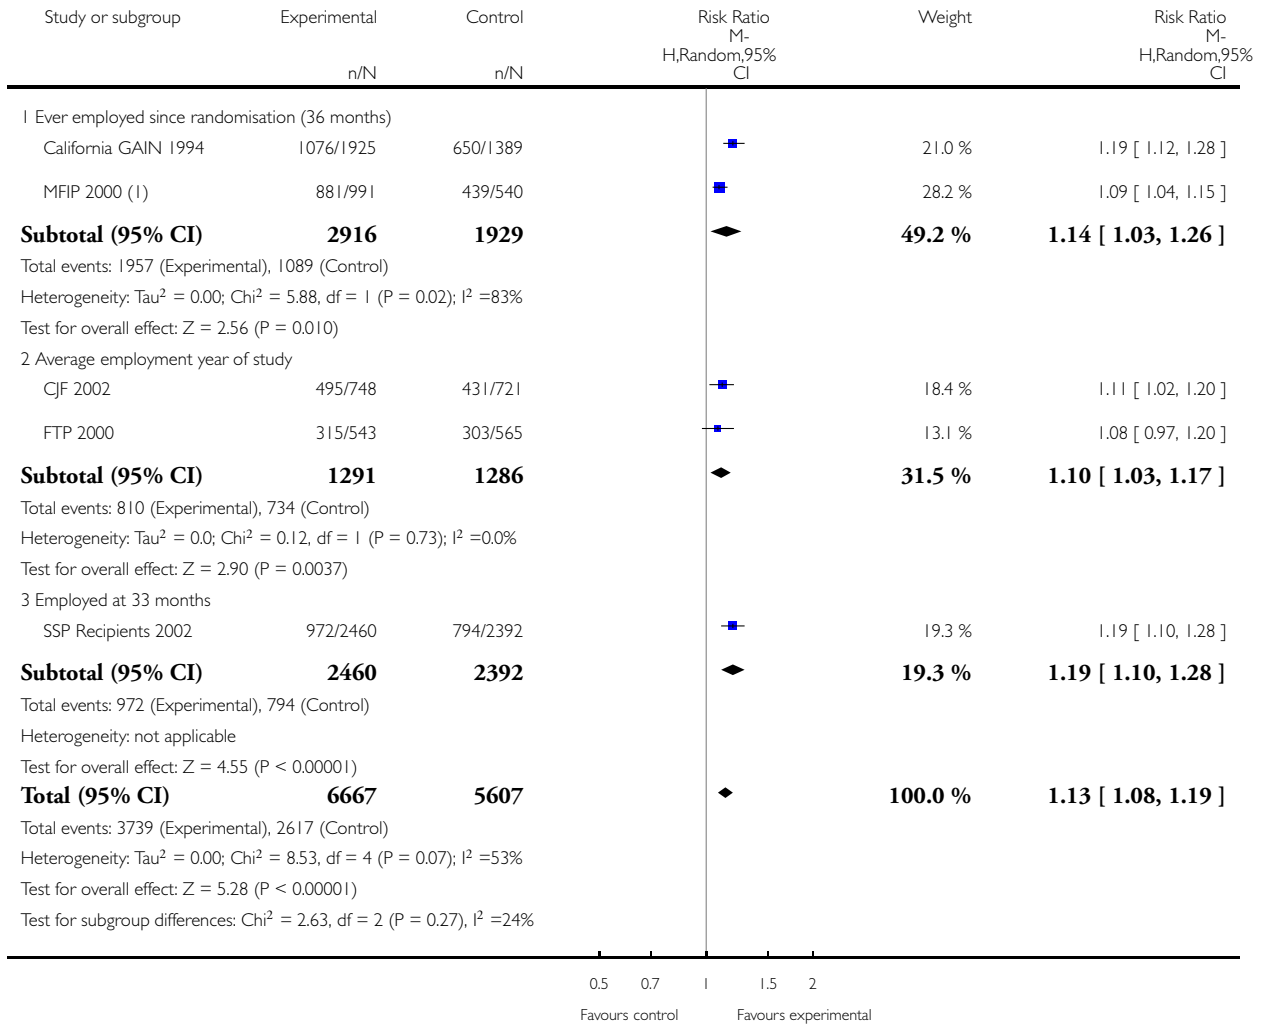 Study or subgroup Experimental Control Risk Ratio Weight Risk Ratio
M- M-
H,Random,95% H,Random,95%
n/N n/N CI CI
1 Ever employed since randomisation (36 months)
California GAIN 1994 1076/1925 650/1389 21.0 % 1.19 [ 1.12, 1.28 ]
MFIP 2000 (1) 881/991 439/540 28.2 % 1.09 [ 1.04, 1.15 ]
Subtotal (95% CI) 2916 1929 49.2 % 1.14 [ 1.03, 1.26 ]
Total events: 1957 (Experimental), 1089 (Control)
Heterogeneity: Tau² = 0.00; Chi² = 5.88, df = 1 (P = 0.02); I² =83%
Test for overall effect: Z = 2.56 (P = 0.010)
2 Average employment year of study
CJF 2002 495/748 431/721 18.4 % 1.11 [ 1.02, 1.20 ]
FTP 2000 315/543 303/565 13.1 % 1.08 [ 0.97, 1.20 ]
Subtotal (95% CI) 1291 1286 31.5 % 1.10 [ 1.03, 1.17 ]
Total events: 810 (Experimental), 734 (Control)
Heterogeneity: Tau² = 0.0; Chi² = 0.12, df = 1 (P = 0.73); I² =0.0%
Test for overall effect: Z = 2.90 (P = 0.0037)
3 Employed at 33 months
SSP Recipients 2002 972/2460 794/2392 19.3 % 1.19 [ 1.10, 1.28 ]
Subtotal (95% CI) 2460 2392 19.3 % 1.19 [ 1.10, 1.28 ]
Total events: 972 (Experimental), 794 (Control)
Heterogeneity: not applicable
Test for overall effect: Z = 4.55 (P < 0.00001)
Total (95% CI) 6667 5607 100.0 % 1.13 [ 1.08, 1.19 ]
Total events: 3739 (Experimental), 2617 (Control)
Heterogeneity: Tau² = 0.00; Chi² = 8.53, df = 4 (P = 0.07); I² =53%
Test for overall effect: Z = 5.28 (P < 0.00001)
Test for subgroup differences: Chi² = 2.63, df = 2 (P = 0.27), I² =24%
0.5 0.7 1 1.5 2
Favours control Favours experimental